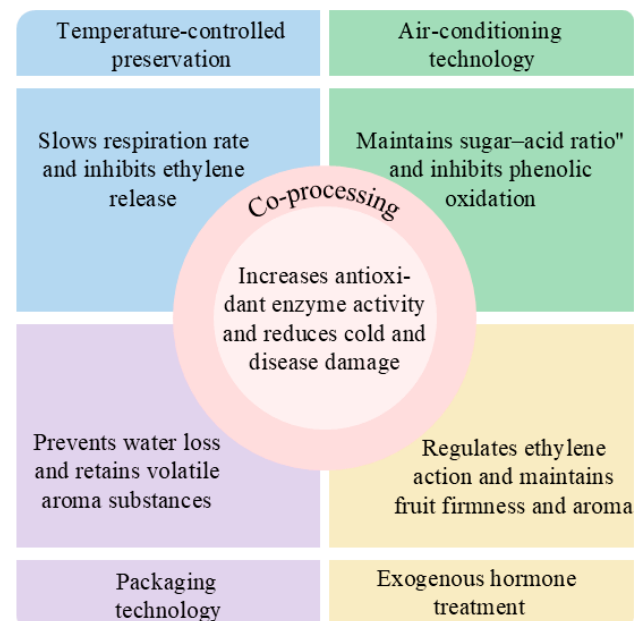 Temperature-controlled
preservation
Air-conditioning
technology
Slows respiration rate
and inhibits ethylene
release
Maintains sugar–acid ratio"
and inhibits phenolic
oxidation
Co-processing
Increases antioxi-
dant enzyme activity
and reduces cold and
disease damage
Prevents water loss
and retains volatile
aroma substances
Regulates ethylene
action and maintains
fruit firmness and aroma
Packaging
technology
Exogenous hormone
treatment